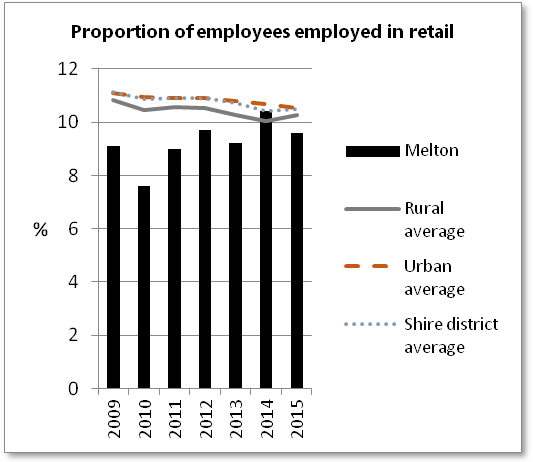 Proportion of employees employed in retail
12
10
8
6
4
2
0
%
2009
2010
2011
2012
2013
2014
2015
Melton
Rural
average
Urban
average
Shire district
average